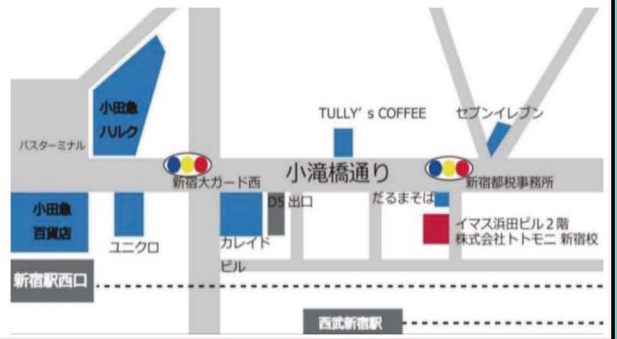 小田急
ハルク
バスターミナル
TULLY’s COFFEE
セブンイレブン
新宿大ガード西
小滝橋通り
新宿都税事務所
小田急
百貨店
ユニクロ
カレイド
ビル
D5出口
だるまそば
イマス浜田ビル2階
株式会社トトモニ 新宿校
新宿駅西口
西武新宿駅